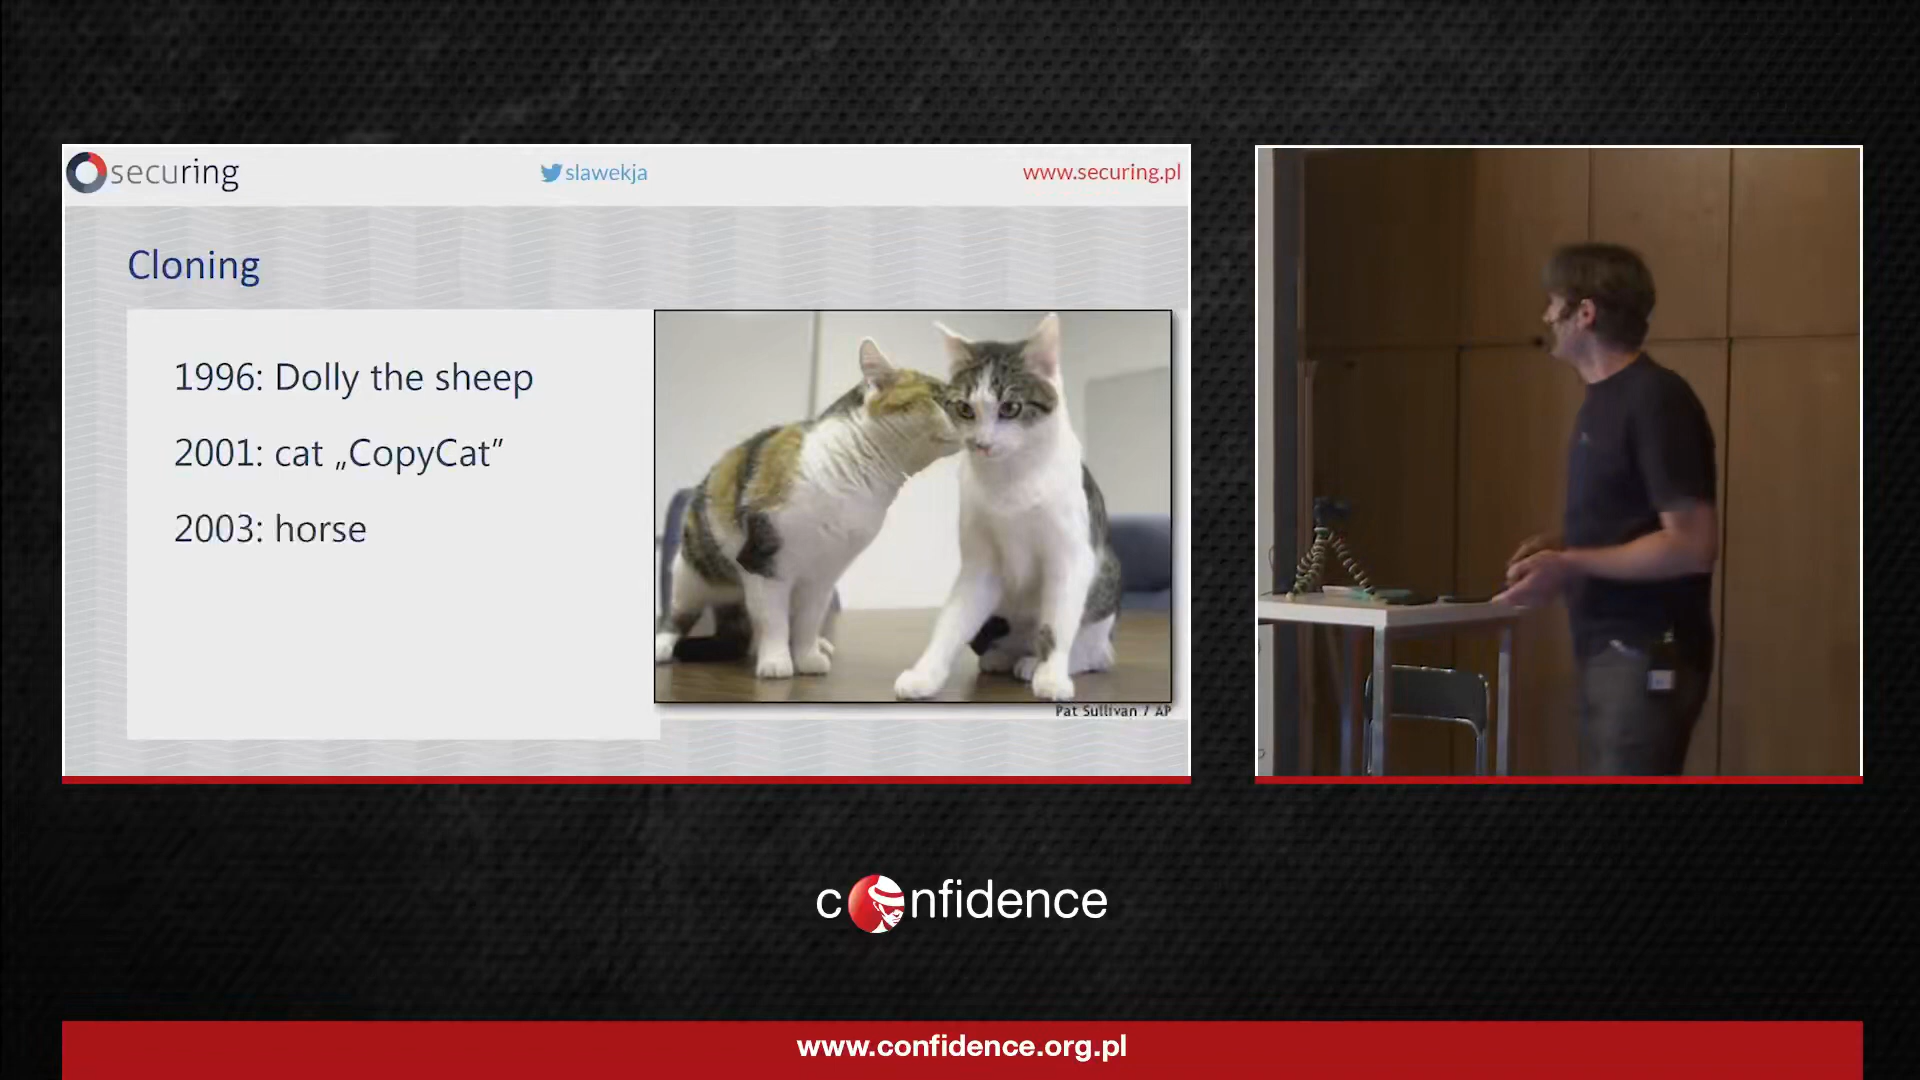 securing
slawekja
www.securing.pl
Cloning
1996: Dolly the sheep
2001: cat „CopyCat”
2003: horse
Pat Sullivan / AP
confidence
www.confidence.org.pl